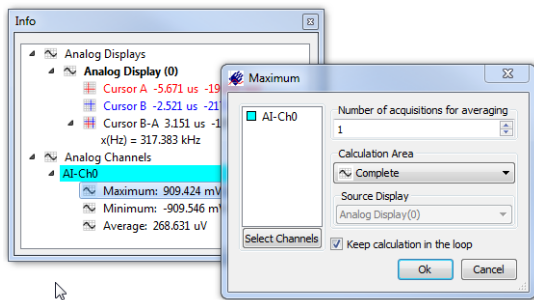 Info
Analog Displays
Analog Display (0)
Cursor A -5.671 us -19
Cursor B -2.521 us -217
Cursor B-A 3.151 us -1
x(Hz) = 317.383 kHz
Analog Channels
AI-Ch0
Maximum: 909.424 mV
Minimum: -909.546 mV
Average: 268.631 uV
Maximum
AI-Ch0
Select Channels
Number of acquisitions for averaging
1
Calculation Area
Complete
Source Display
Analog Display(0)
Keep calculation in the loop
Ok
Cancel